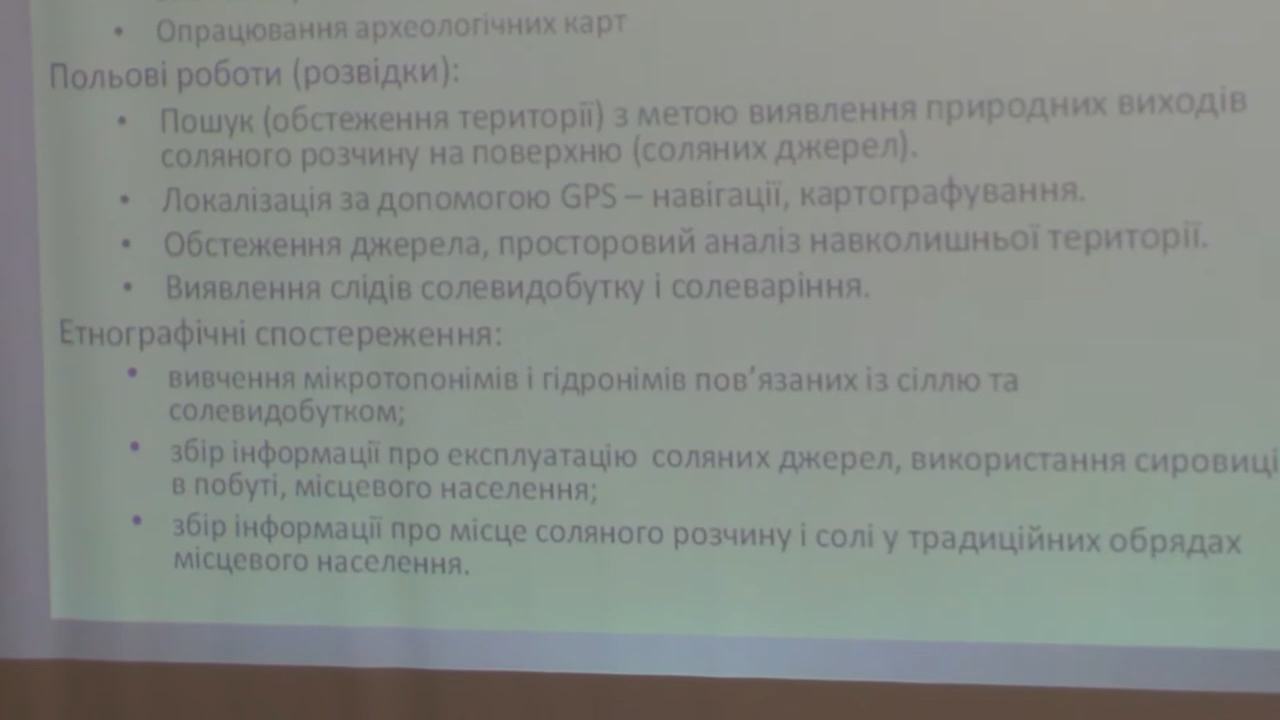 • Опрацювання археологічних карт
Польові роботи (розвідки):
• Пошук (обстеження території) з метою виявлення природних виходів
соляного розчину на поверхню (соляних джерел).
• Локалізація за допомогою GPS – навігації, картографування.
• Обстеження джерела, просторовий аналіз навколишньої території.
• Виявлення слідів солевидобутку і солеваріння.
Етнографічні спостереження:
• вивчення мікротопонімів і гідронімів пов’язаних із сіллю та
солевидобутком;
• збір інформації про експлуатацію соляних джерел, використання сировиці
в побуті, місцевого населення;
• збір інформації про місце соляного розчину і солі у традиційних обрядах
місцевого населення.